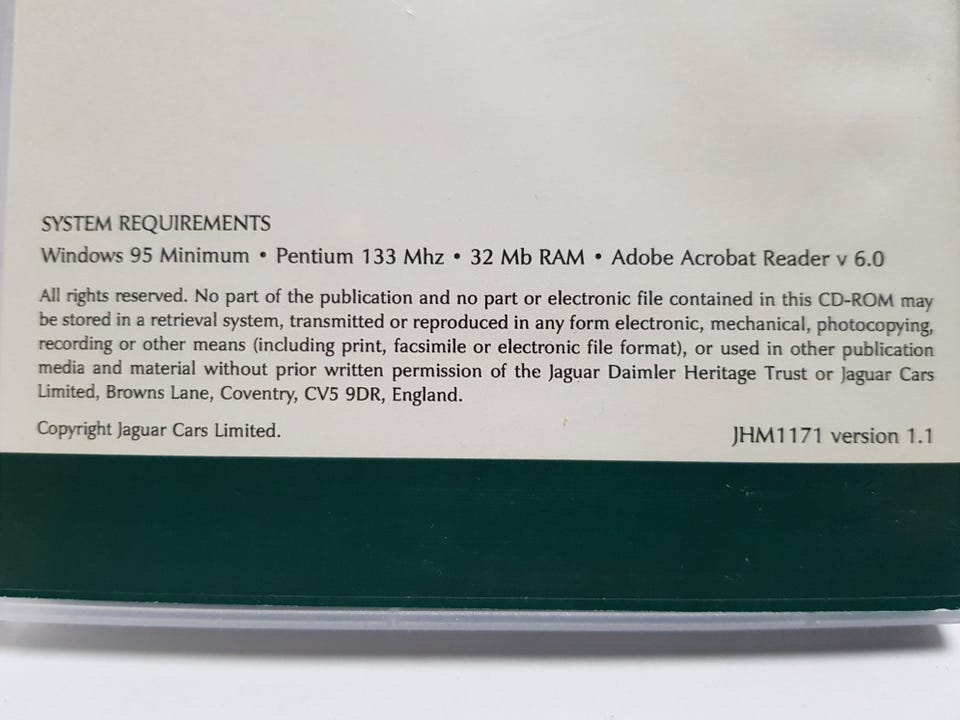 SYSTEM REQUIREMENTS
Windows 95 Minimum • Pentium 133 Mhz • 32 Mb RAM • Adobe Acrobat Reader v 6.0
All rights reserved. No part of the publication and no part or electronic file contained in this CD-ROM may
be stored in a retrieval system, transmitted or reproduced in any form electronic, mechanical, photocopying,
recording or other means (including print, facsimile or electronic file format), or used in other publication
media and material without prior written permission of the Jaguar Daimler Heritage Trust or Jaguar Cars
Limited, Browns Lane, Coventry, CV5 9DR, England.
Copyright Jaguar Cars Limited.
JHM1171 version 1.1